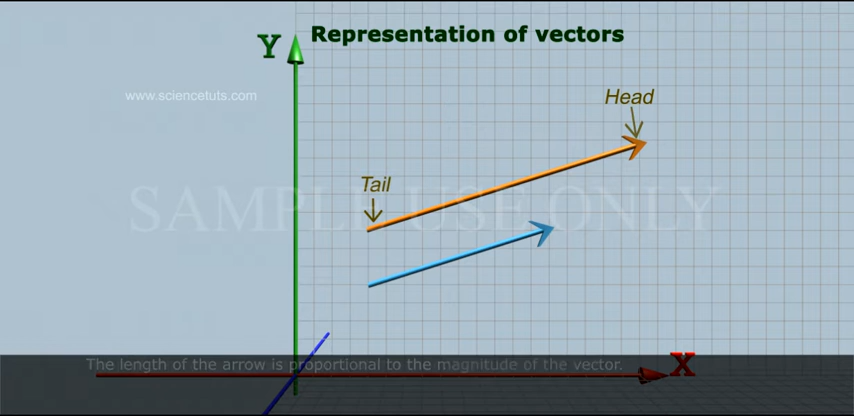 Representation of vectors
Y
www.sciencetuts.com
Head
Tail
SAMPLE USE ONLY
The length of the arrow is proportional to the magnitude of the vector.
X